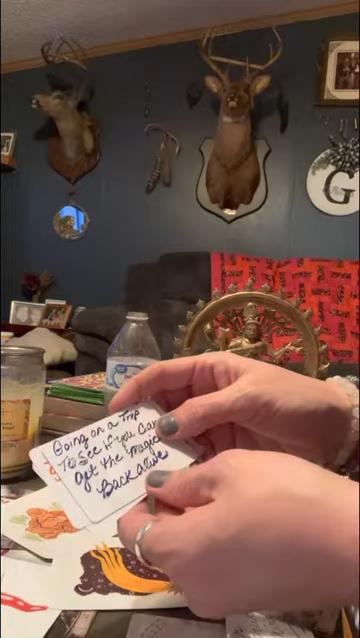 G
Going on a Trip
To See if You Can
get the magic
Back alive